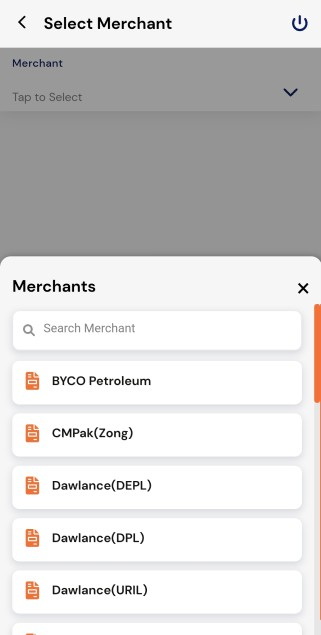 Select Merchant
Merchant
Tap to Select
Merchants
Search Merchant
BYCO Petroleum
CMPak(Zong)
Dawlance(DEPL)
Dawlance(DPL)
Dawlance(URIL)